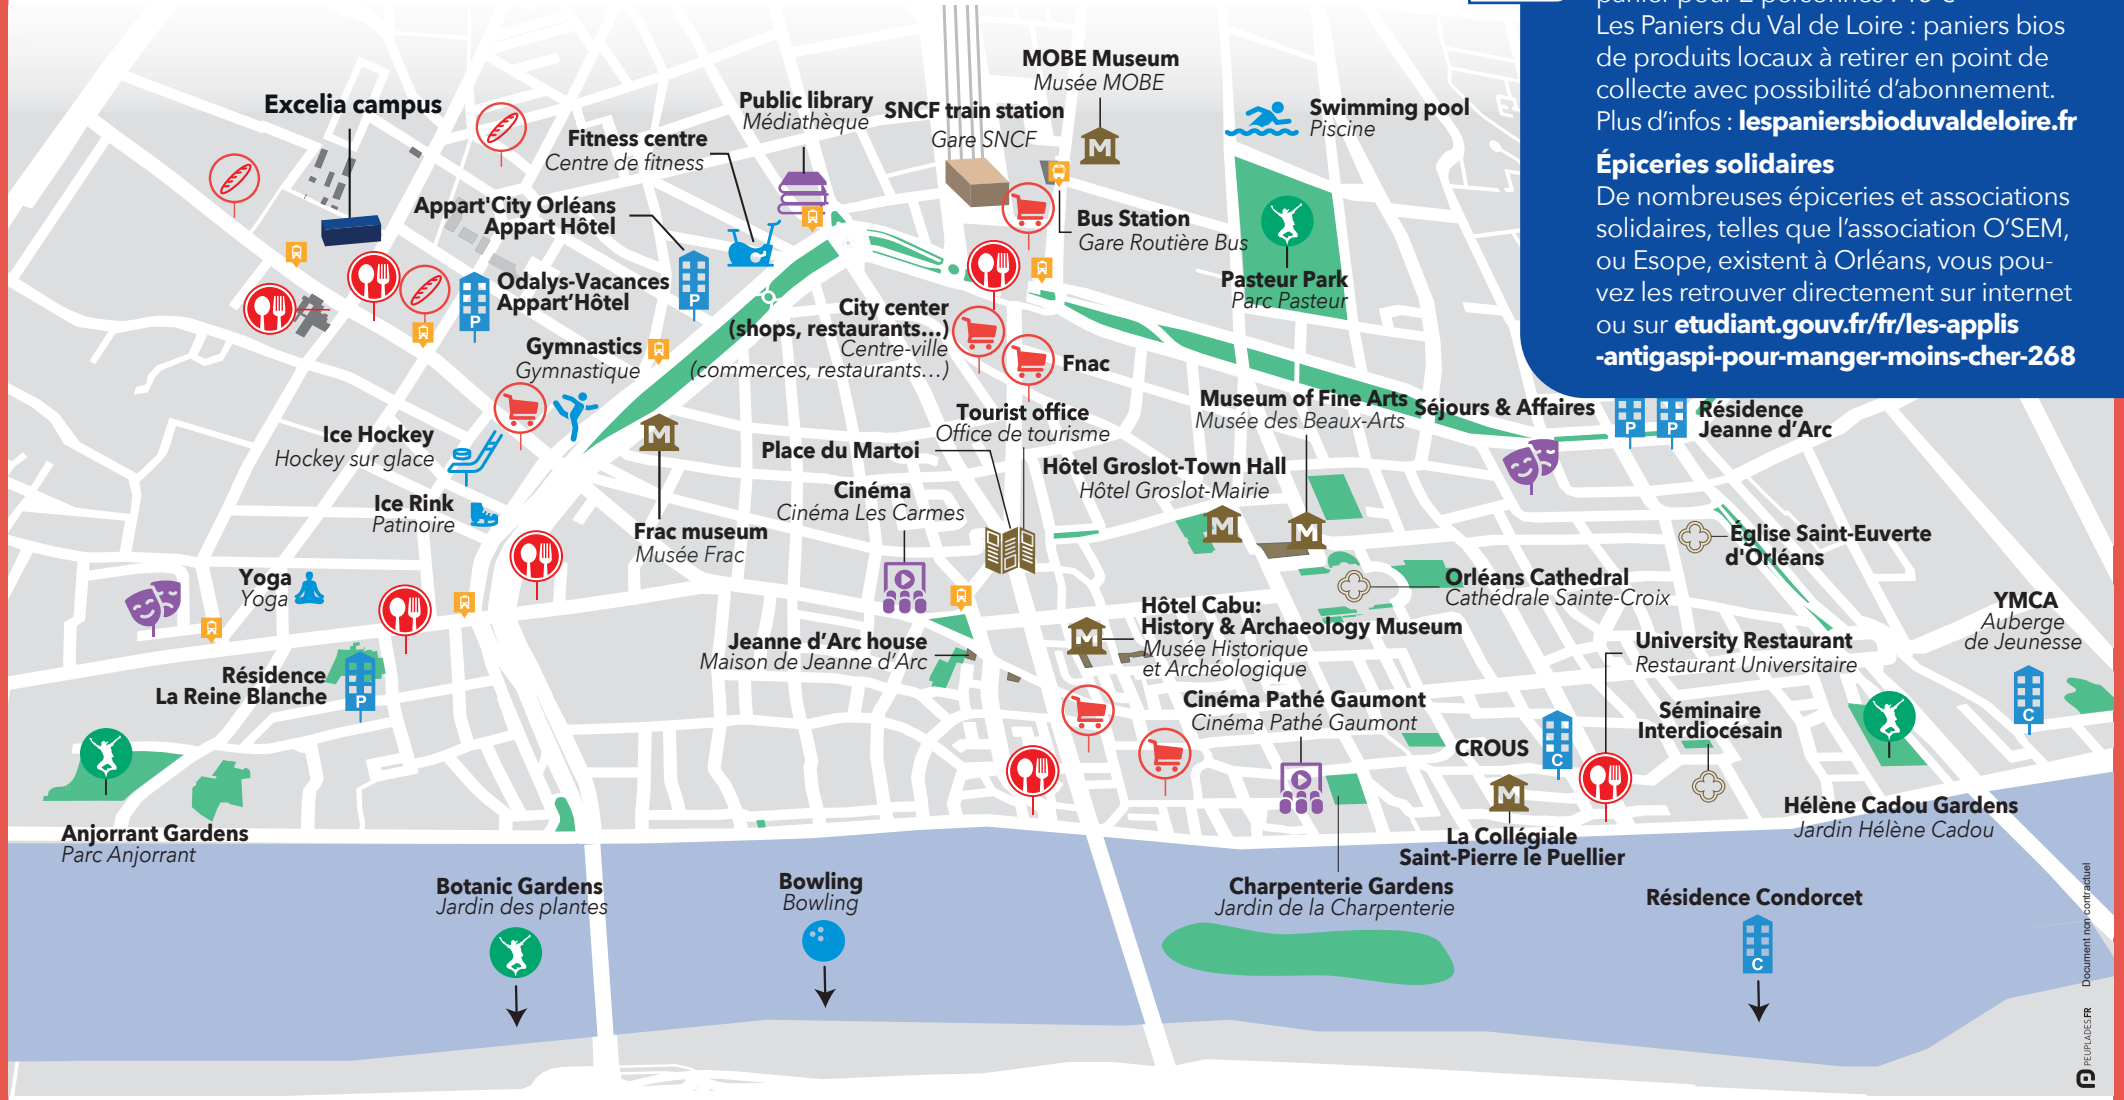 Les Paniers du Val de Loire : paniers bios
de produits locaux à retirer en point de
collecte avec possibilité d’abonnement.
Plus d’infos : lespaniersbioduvaldeloire.fr
Épiceries solidaires
De nombreuses épiceries et associations
solidaires, telles que l’association O’SEM,
ou Esope, existent à Orléans, vous pou-
vez les retrouver directement sur internet
ou sur etudiant.gouv.fr/fr/les-applis
-antigaspi-pour-manger-moins-cher-268
MOBE Museum
Musée MOBE
Excelia campus
Public library
Médiathèque
SNCF train station
Gare SNCF
Swimming pool
Piscine
Fitness centre
Centre de fitness
Appart'City Orléans
Appart Hôtel
Bus Station
Gare Routière Bus
Odalys-Vacances
Appart’Hôtel
Pasteur Park
Parc Pasteur
City center
(shops, restaurants...)
Centre-ville
(commerces, restaurants...)
Gymnastics
Gymnastique
Fnac
Museum of Fine Arts
Musée des Beaux-Arts
Séjours & Affaires
Résidence
Jeanne d’Arc
Tourist office
Office de tourisme
Ice Hockey
Hockey sur glace
Place du Martoi
Hôtel Groslot-Town Hall
Hôtel Groslot-Mairie
Cinéma
Cinéma Les Carmes
Ice Rink
Patinoire
Frac museum
Musée Frac
Église Saint-Euverte
d'Orléans
Yoga
Yoga
Orléans Cathedral
Cathédrale Sainte-Croix
Hôtel Cabu:
History & Archaeology Museum
Musée Historique
et Archéologique
YMCA
Auberge
de Jeunesse
Jeanne d’Arc house
Maison de Jeanne d’Arc
University Restaurant
Restaurant Universitaire
Résidence
La Reine Blanche
Cinéma Pathé Gaumont
Cinéma Pathé Gaumont
Séminaire
Interdiocésain
CROUS
Anjorrant Gardens
Parc Anjorrant
Hélène Cadou Gardens
Jardin Hélène Cadou
La Collégiale
Saint-Pierre le Puellier
Botanic Gardens
Jardin des plantes
Bowling
Bowling
Charpenterie Gardens
Jardin de la Charpenterie
Résidence Condorcet
M
M
M
M
M
M
P
P
P
P
P
C
C
C
Document non contractuel
PEUPLADES.FR